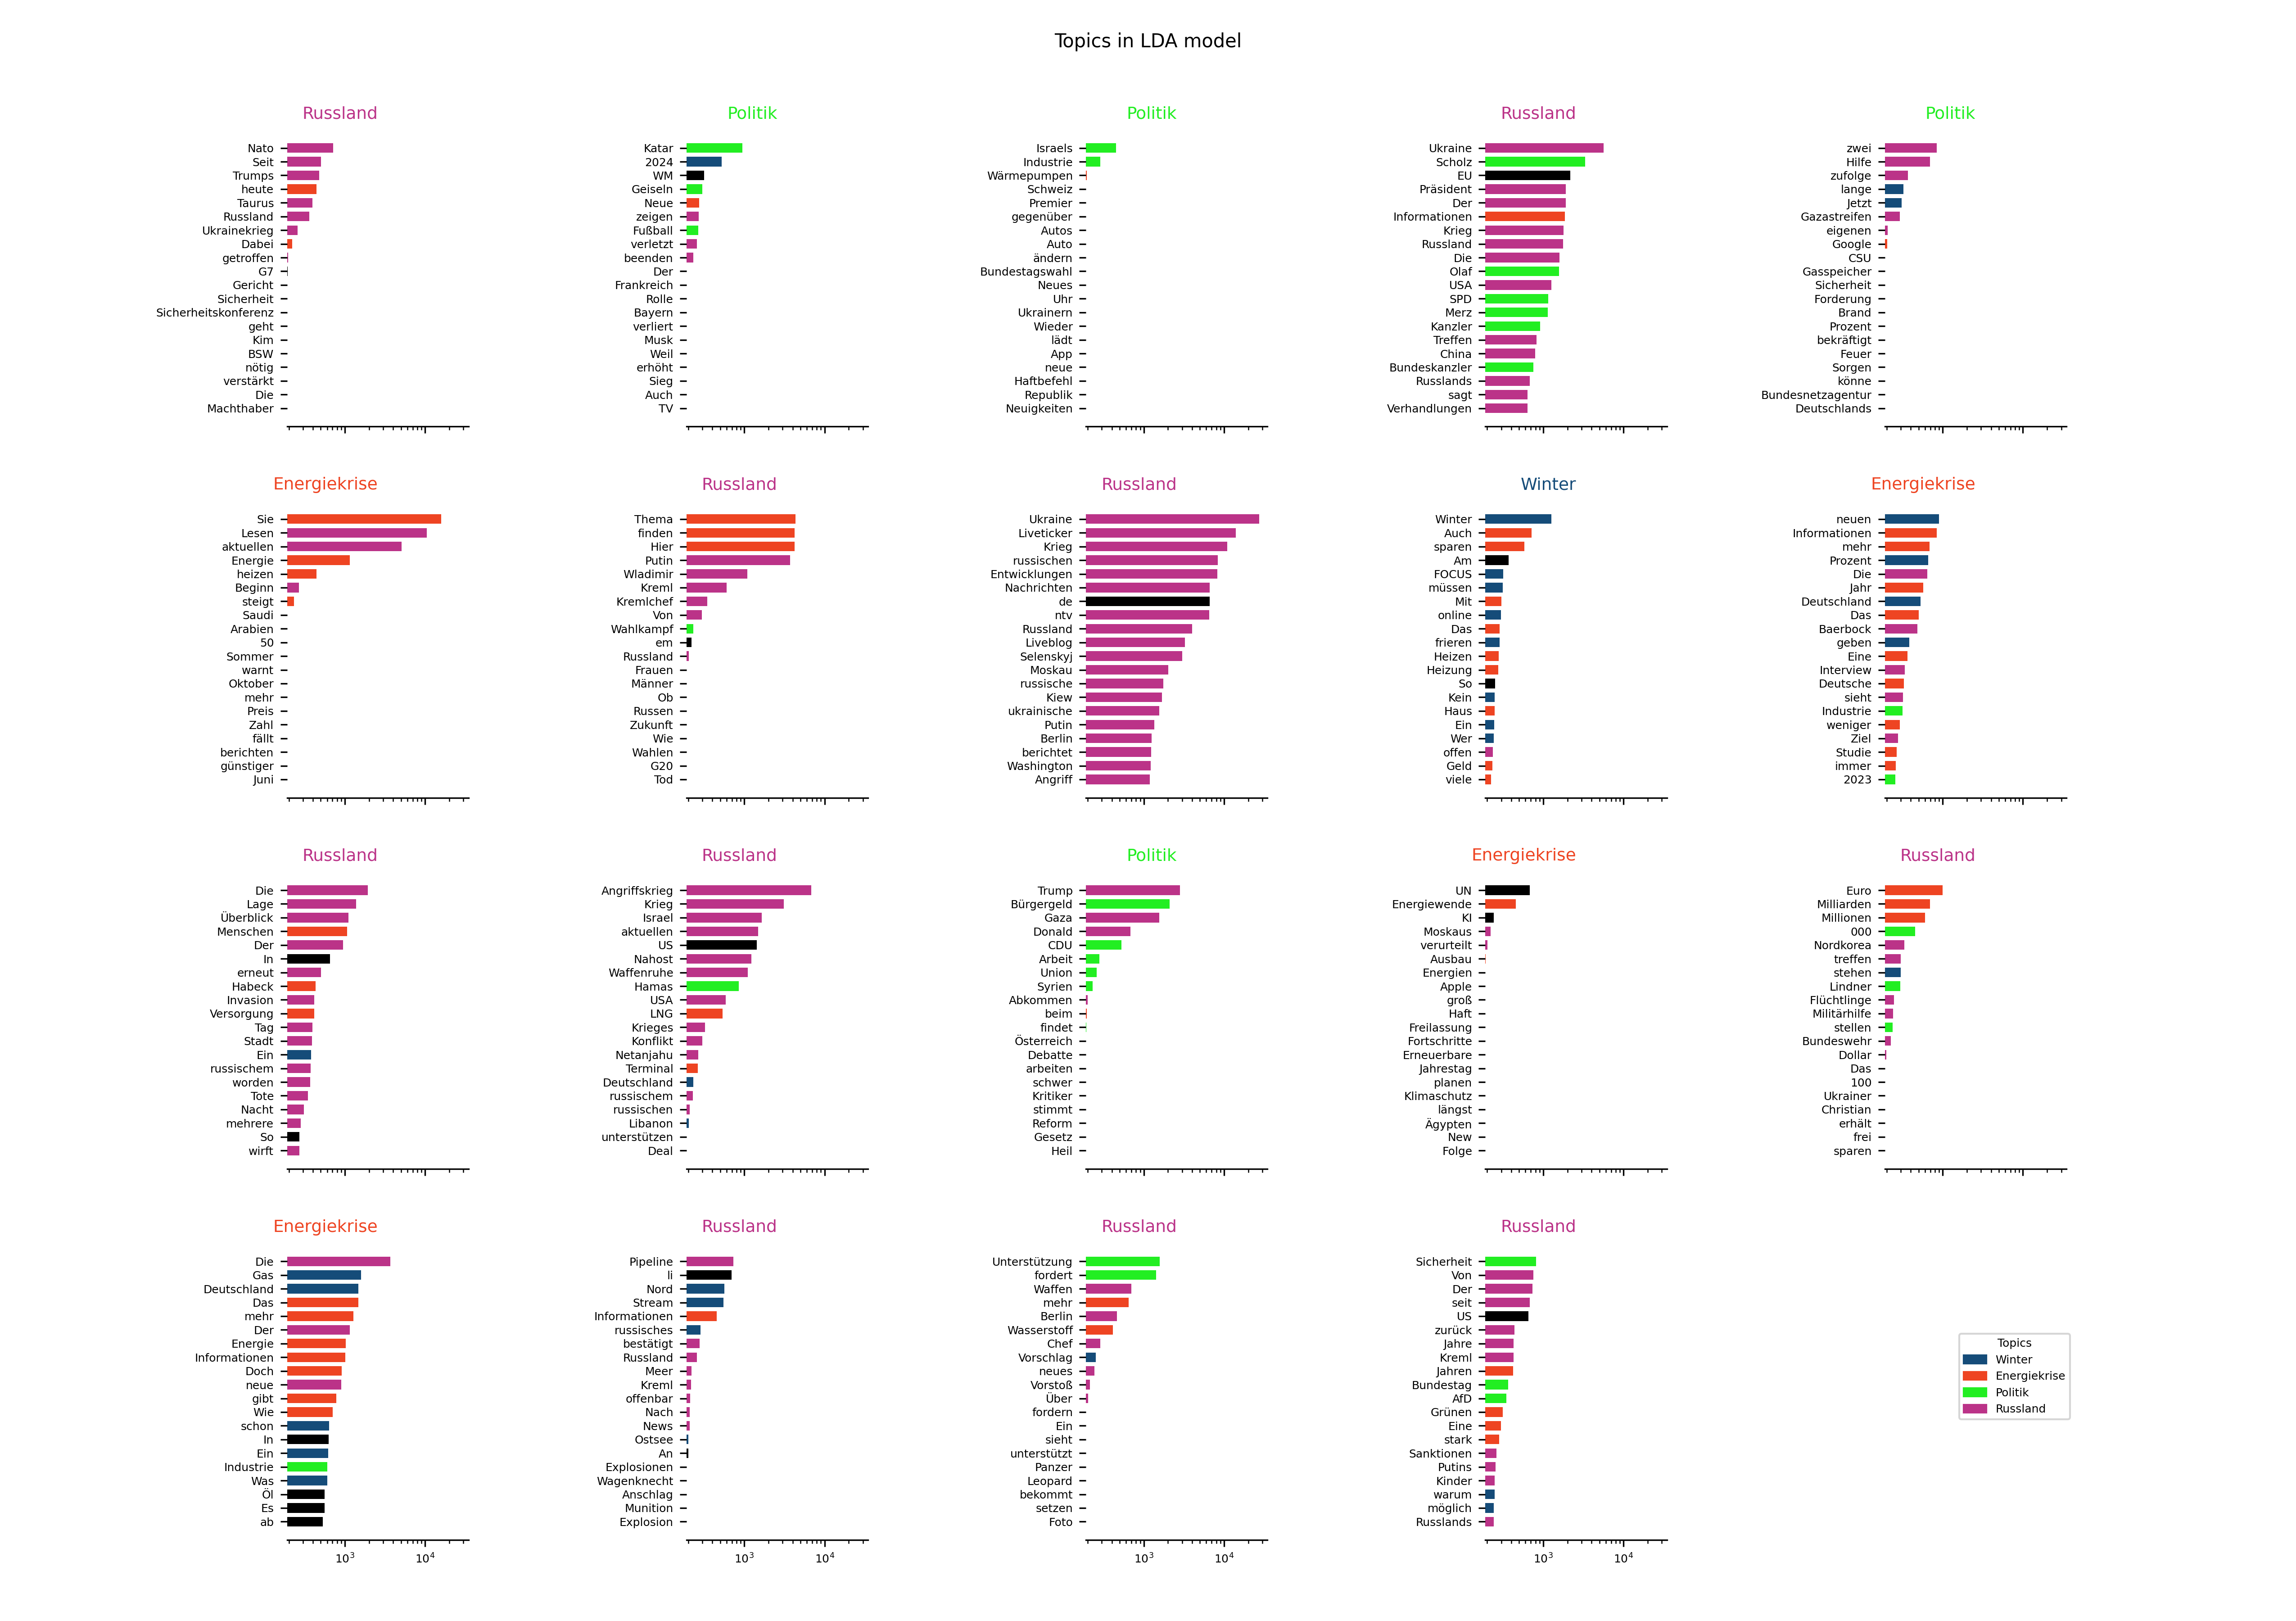 Topics in LDA model
Russland
Nato
Seit
Trumps
heute
Taurus
Russland
Ukrainekrieg
Dabei
getroffen
G7
Gericht
Sicherheit
Sicherheitskonferenz
geht
Kim
BSW
nötig
verstärkt
Die
Machthaber
Politik
Katar
2024
WM
Geiseln
Neue
zeigen
Fußball
verletzt
beenden
Der
Frankreich
Rolle
Bayern
verliert
Musk
Weil
erhöht
Sieg
Auch
TV
Politik
Israels
Industrie
Wärmepumpen
Schweiz
Premier
gegenüber
Autos
Auto
ändern
Bundestagswahl
Neues
Uhr
Ukrainern
Wieder
lädt
App
neue
Haftbefehl
Republik
Neuigkeiten
Russland
Ukraine
Scholz
EU
Präsident
Der
Informationen
Krieg
Russland
Die
Olaf
USA
SPD
Merz
Kanzler
Treffen
China
Bundeskanzler
Russlands
sagt
Verhandlungen
Politik
zwei
Hilfe
zufolge
lange
Jetzt
Gazastreifen
eigenen
Google
CSU
Gasspeicher
Sicherheit
Forderung
Brand
Prozent
bekräftigt
Feuer
Sorgen
könne
Bundesnetzagentur
Deutschlands
Energiekrise
Sie
Lesen
aktuellen
Energie
heizen
Beginn
steigt
Saudi
Arabien
50
Sommer
warnt
Oktober
mehr
Preis
Zahl
fällt
berichten
günstiger
Juni
Russland
Thema
finden
Hier
Putin
Wladimir
Kreml
Kremlchef
Von
Wahlkampf
em
Russland
Frauen
Männer
Ob
Russen
Zukunft
Wie
Wahlen
G20
Tod
Russland
Ukraine
Liveticker
Krieg
russischen
Entwicklungen
Nachrichten
de
ntv
Russland
Liveblog
Selenskyj
Moskau
russische
Kiew
ukrainische
Putin
Berlin
berichtet
Washington
Angriff
Winter
Winter
Auch
sparen
Am
FOCUS
müssen
Mit
online
Das
frieren
Heizen
Heizung
So
Kein
Haus
Ein
Wer
offen
Geld
viele
Energiekrise
neuen
Informationen
mehr
Prozent
Die
Jahr
Deutschland
Das
Baerbock
geben
Eine
Interview
Deutsche
sieht
Industrie
weniger
Ziel
Studie
immer
2023
Russland
Die
Lage
Überblick
Menschen
Der
In
erneut
Habeck
Invasion
Versorgung
Tag
Stadt
Ein
russischem
worden
Tote
Nacht
mehrere
So
wirft
Russland
Angriffskrieg
Krieg
Israel
aktuellen
US
Nahost
Waffenruhe
Hamas
USA
LNG
Krieges
Konflikt
Netanjahu
Terminal
Deutschland
russischem
russischen
Libanon
unterstützen
Deal
Politik
Trump
Bürgergeld
Gaza
Donald
CDU
Arbeit
Union
Syrien
Abkommen
beim
findet
Österreich
Debatte
arbeiten
schwer
Kritiker
stimmt
Reform
Gesetz
Heil
Energiekrise
UN
Energiewende
KI
Moskaus
verurteilt
Ausbau
Energien
Apple
groß
Haft
Freilassung
Fortschritte
Erneuerbare
Jahrestag
planen
Klimaschutz
längst
Ägypten
New
Folge
Russland
Euro
Milliarden
Millionen
000
Nordkorea
treffen
stehen
Lindner
Flüchtlinge
Militärhilfe
stellen
Bundeswehr
Dollar
Das
100
Ukrainer
Christian
erhält
frei
sparen
Energiekrise
Die
Gas
Deutschland
Das
mehr
Der
Energie
Informationen
Doch
neue
gibt
Wie
schon
In
Ein
Industrie
Was
Öl
Es
ab
10³ 10⁴
Russland
Pipeline
li
Nord
Stream
Informationen
russisches
bestätigt
Russland
Meer
Kreml
offenbar
Nach
News
Ostsee
An
Explosionen
Wagenknecht
Anschlag
Munition
Explosion
10³ 10⁴
Russland
Unterstützung
fordert
Waffen
mehr
Berlin
Wasserstoff
Chef
Vorschlag
neues
Vorstoß
Über
fordern
Ein
sieht
unterstützt
Panzer
Leopard
bekommt
setzen
Foto
10³ 10⁴
Russland
Sicherheit
Von
Der
seit
US
zurück
Jahre
Kreml
Jahren
Bundestag
AfD
Grünen
Eine
stark
Sanktionen
Putins
Kinder
warum
möglich
Russlands
10³ 10⁴
Topics
Winter
Energiekrise
Politik
Russland